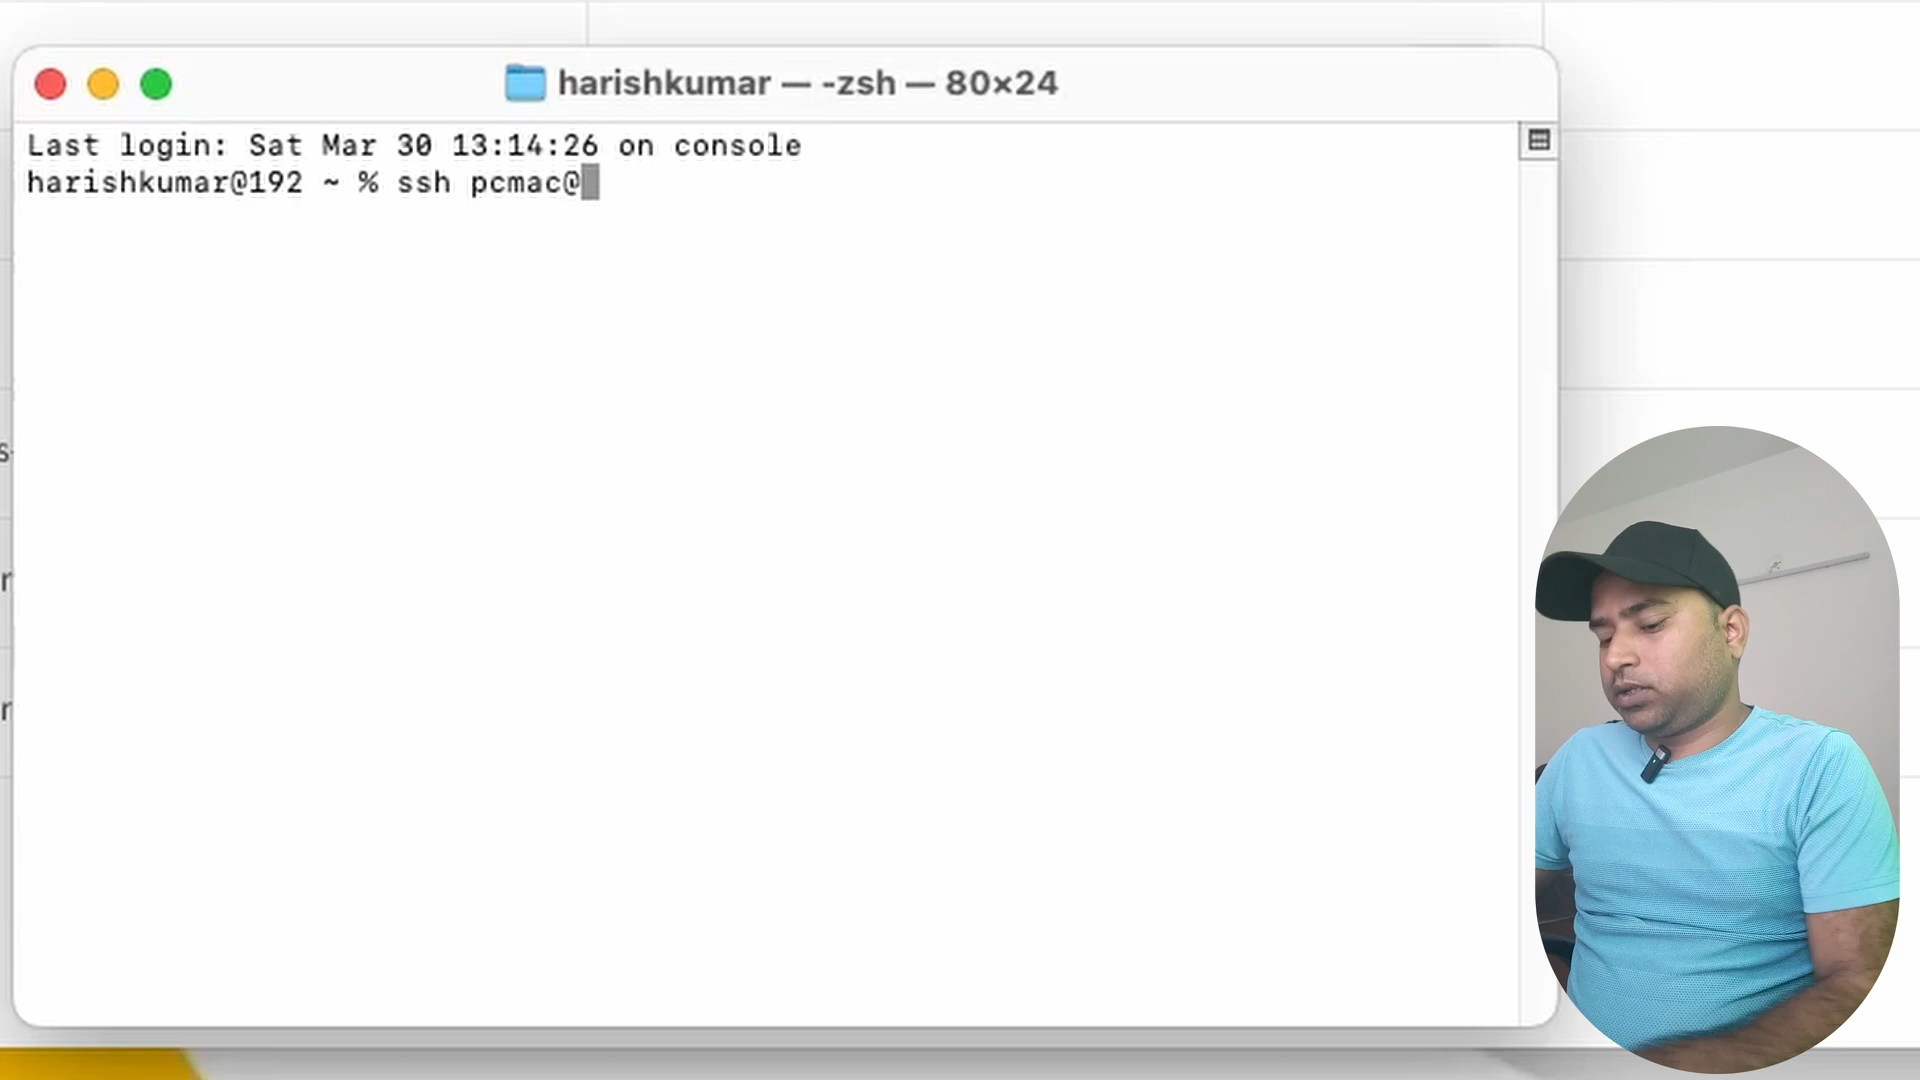 harishkumar — -zsh — 80×24
Last login: Sat Mar 30 13:14:26 on console
harishkumar@192 ~ % ssh pcmac@
s
r
r